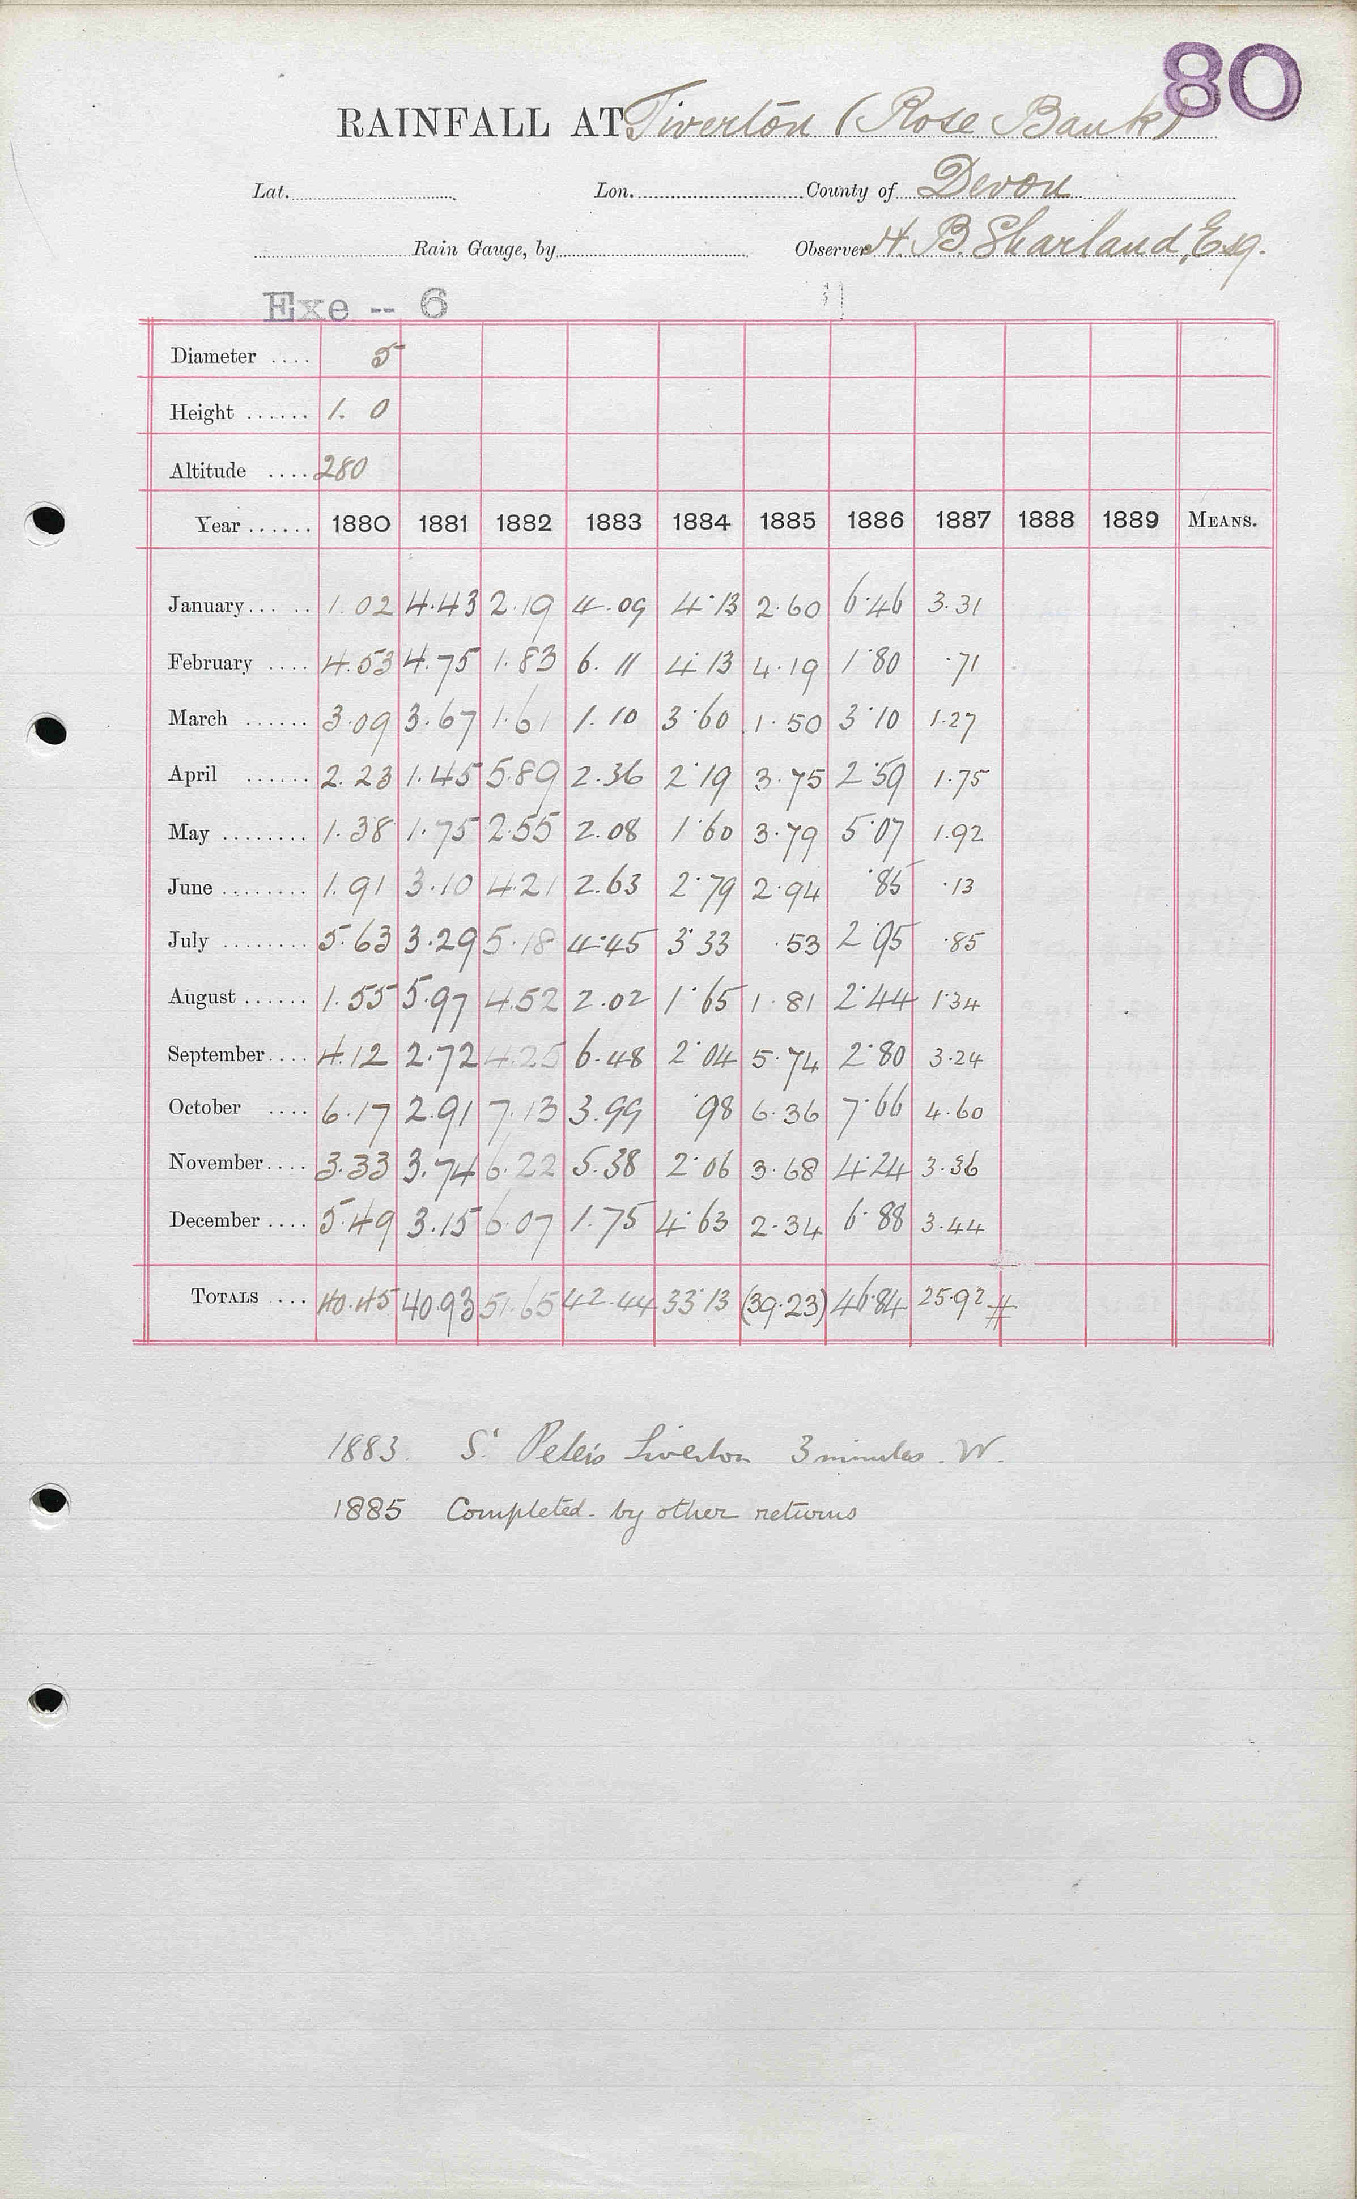 80
RAINFALL AT Tiverton (Rose Bank)
Lat. Lon. County of Devon
Rain Gauge, by Observer H. B. Sharland, Esq.
Exe -- 6
Diameter .... 5
Height ...... 1. 0
Altitude .... 280
Year ...... 1880 1881 1882 1883 1884 1885 1886 1887 1888 1889 MEANS.
January ... .. 1.02 4.43 2.19 4.09 4.13 2.60 6.46 3.31
February .... 4.53 4.75 1.83 6.11 4.13 4.19 1.80 .71
March ...... 3.09 3.67 1.61 1.10 3.60 1.50 3.10 1.27
April ...... 2.23 1.45 5.89 2.36 2.19 3.75 2.59 1.75
May ........ 1.38 1.75 2.55 2.08 1.60 3.79 5.07 1.92
June ........ 1.91 3.10 4.21 2.63 2.79 2.94 .85 .13
July ........ 5.63 3.29 5.18 4.45 3.33 .53 2.95 .85
August ...... 1.55 5.97 4.52 2.02 1.65 1.81 2.44 1.34
September .... 4.12 2.72 4.25 6.48 2.04 5.74 2.80 3.24
October .... 6.17 2.91 7.13 3.99 .98 6.36 7.66 4.60
November .... 3.33 3.74 6.22 5.38 2.06 3.68 4.24 3.36
December .... 5.49 3.15 6.07 1.75 4.63 2.34 6.88 3.44
TOTALS .... 40.45 40.93 51.65 42.44 33.13 (39.23) 46.84 25.92 #
1883. St Peters Tiverton 3 minutes. W.
1885 Completed by other returns